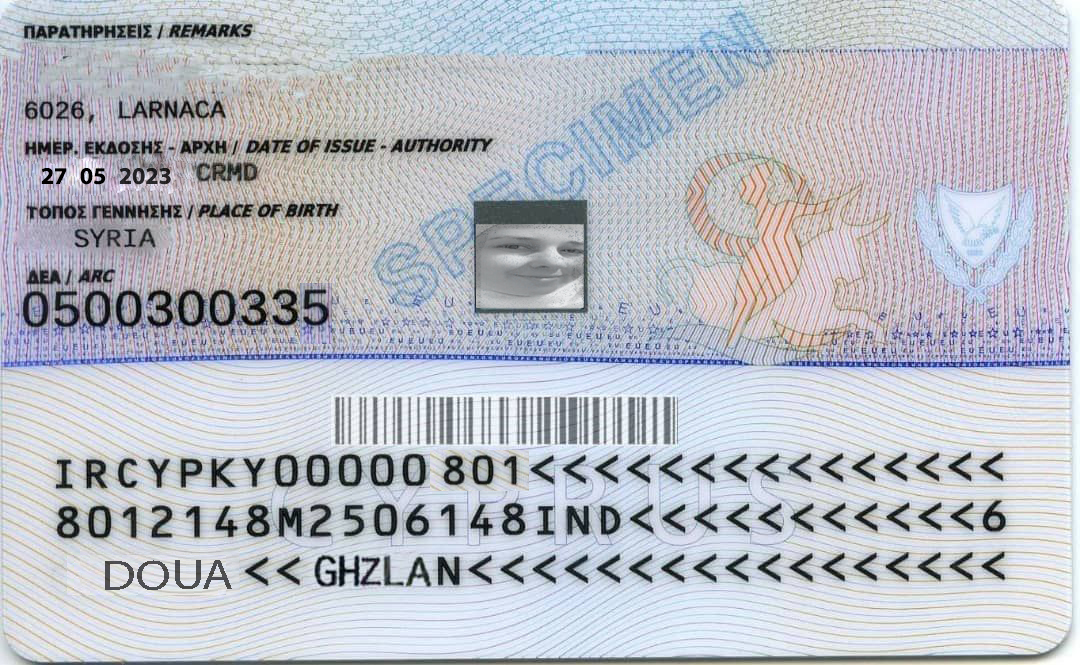 ΠΑΡΑΤΗΡΗΣΕΙΣ / REMARKS
6026, LARNACA
ΗΜΕΡ. ΕΚΔΟΣΗΣ - ΑΡΧΗ / DATE OF ISSUE - AUTHORITY
27 05 2023 CRMD
ΤΟΠΟΣ ΓΕΝΝΗΣΗΣ / PLACE OF BIRTH
SYRIA
ΔΕΑ / ARC
0500300335
SPECIMEN
IRCYPKY00000 801<<<<<<<<<<<<<<<
CYPRUS
8012148M2506148IND<<<<<<<<<<<6
DOUA << GHZLAN<<<<<<<<<<<<<<<<<